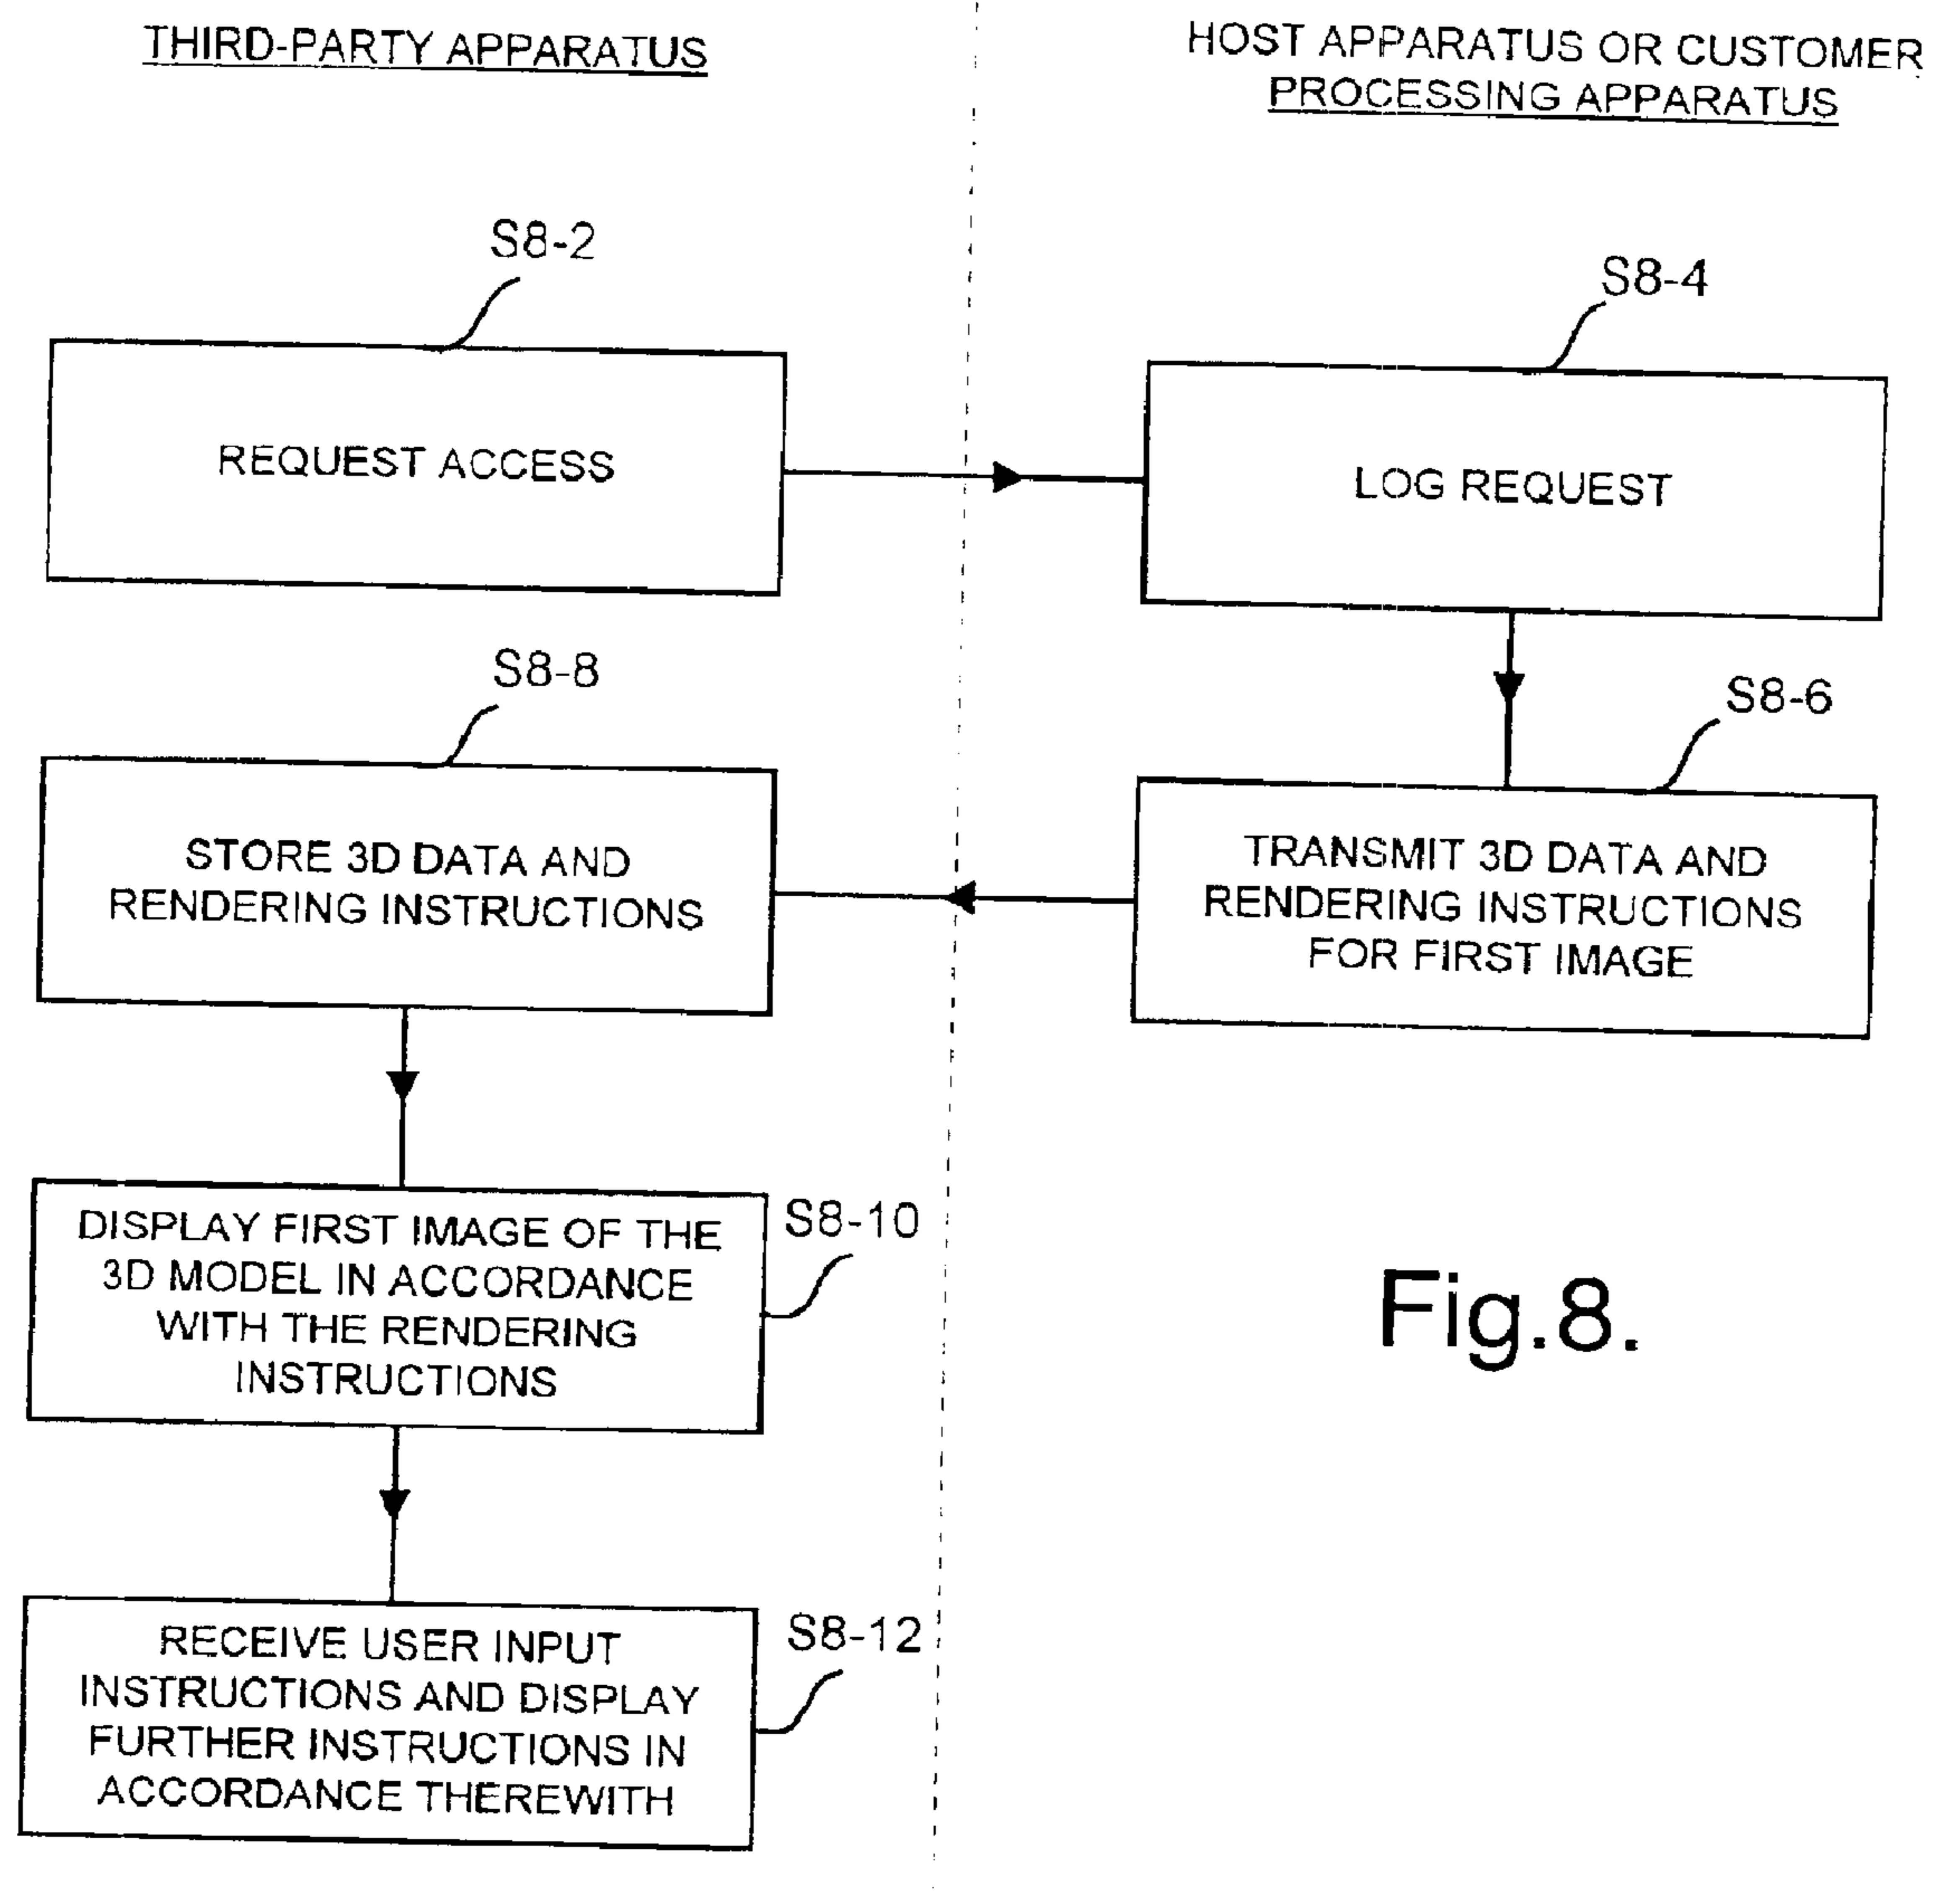 THIRD-PARTY APPARATUS
HOST APPARATUS OR CUSTOMER
PROCESSING APPARATUS
S8-2
REQUEST ACCESS
S8-4
LOG REQUEST
S8-6
TRANSMIT 3D DATA AND
RENDERING INSTRUCTIONS
FOR FIRST IMAGE
S8-8
STORE 3D DATA AND
RENDERING INSTRUCTIONS
S8-10
DISPLAY FIRST IMAGE OF THE
3D MODEL IN ACCORDANCE
WITH THE RENDERING
INSTRUCTIONS
S8-12
RECEIVE USER INPUT
INSTRUCTIONS AND DISPLAY
FURTHER INSTRUCTIONS IN
ACCORDANCE THEREWITH
Fig.8.